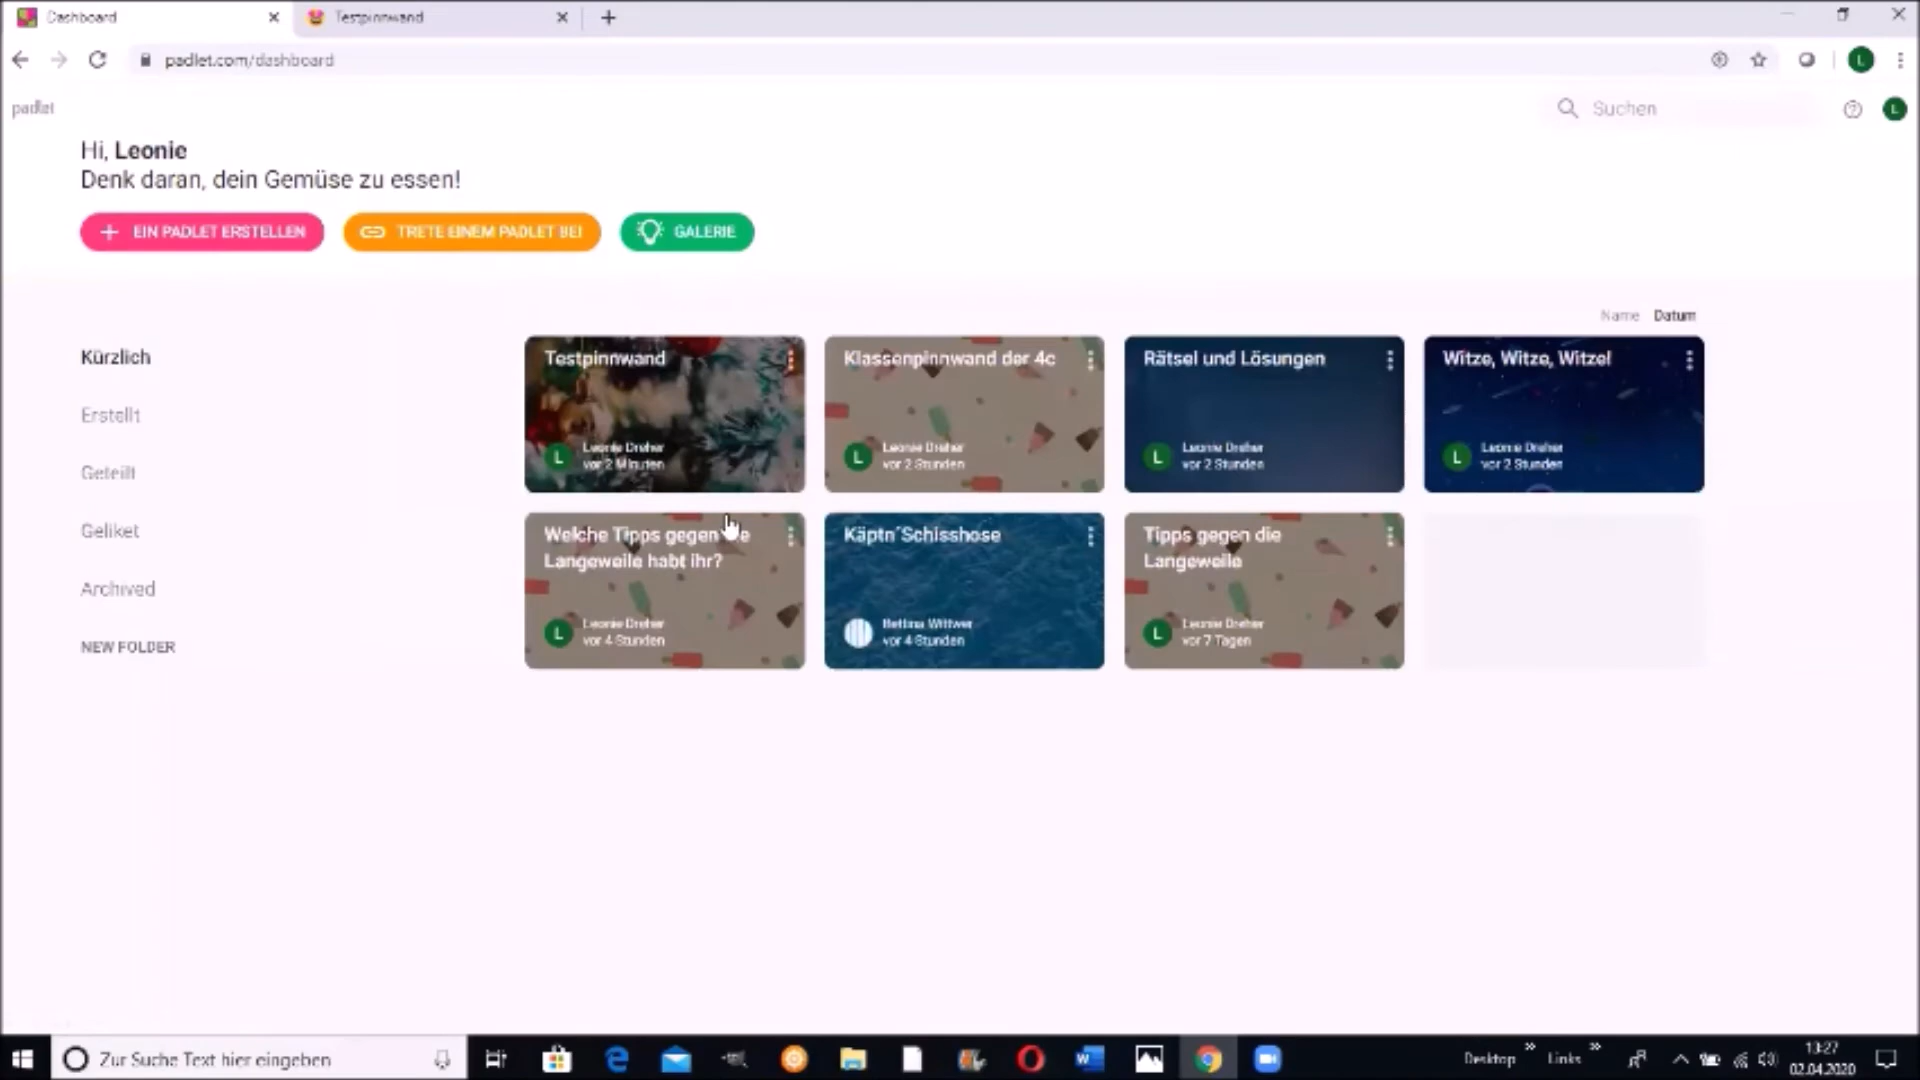 Dashboard
Testpinnwand
padlet.com/dashboard
padlet
Suchen
L
L
Hi, Leonie
Denk daran, dein Gemüse zu essen!
EIN PADLET ERSTELLEN
TRETE EINEM PADLET BEI
GALERIE
Name Datum
Kürzlich
Erstellt
Geteilt
Geliket
Archived
NEW FOLDER
Testpinnwand
L
Leonie Dreher
vor 2 Minuten
Klassenpinnwand der 4c
L
Leonie Dreher
vor 2 Stunden
Rätsel und Lösungen
L
Leonie Dreher
vor 2 Stunden
Witze, Witze, Witze!
L
Leonie Dreher
vor 2 Stunden
Welche Tipps gegen
Langeweile habt ihr?
L
Leonie Dreher
vor 4 Stunden
Käptn´Schisshose
Bettina Wittwer
vor 4 Stunden
Tipps gegen die
Langeweile
L
Leonie Dreher
vor 7 Tagen
Zur Suche Text hier eingeben
Desktop
Links
13:27
02.04.2020